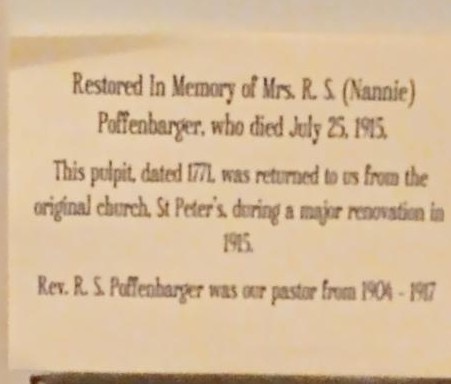 Restored In Memory of Mrs. R. S. (Nannie)
Poffenbarger, who died July 25, 1915.
This pulpit, dated 1771, was returned to us from the
original church, St Peter's, during a major renovation in
1915.
Rev. R. S. Poffenbarger was our pastor from 1904 - 1917